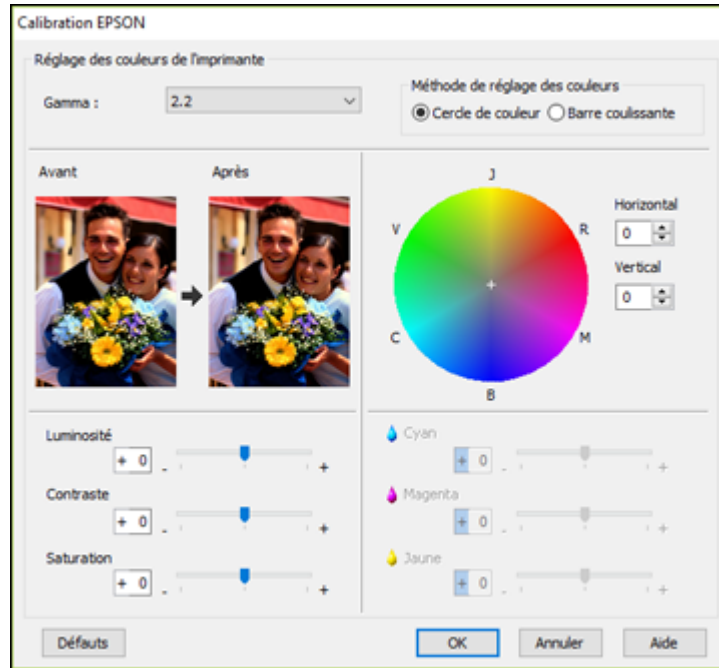 Calibration EPSON
Réglage des couleurs de l'imprimante
Gamma :
2.2
Méthode de réglage des couleurs
Cercle de couleur
Barre coulissante
Avant
Après
J
V
R
C
M
B
Horizontal
0
Vertical
0
Luminosité
+ 0
- +
Contraste
+ 0
- +
Saturation
+ 0
- +
Cyan
+ 0
- +
Magenta
+ 0
- +
Jaune
+ 0
- +
Défauts
OK
Annuler
Aide